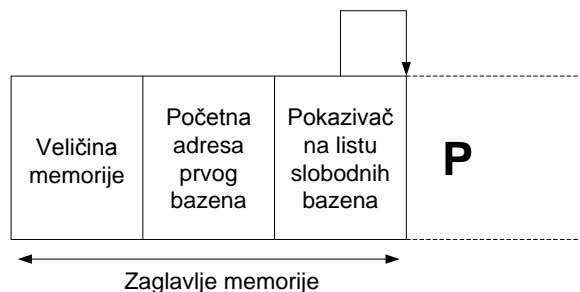 Veličina
memorije
Početna
adresa
prvog
bazena
Pokazivač
na listu
slobodnih
bazena
P
Zaglavlje memorije